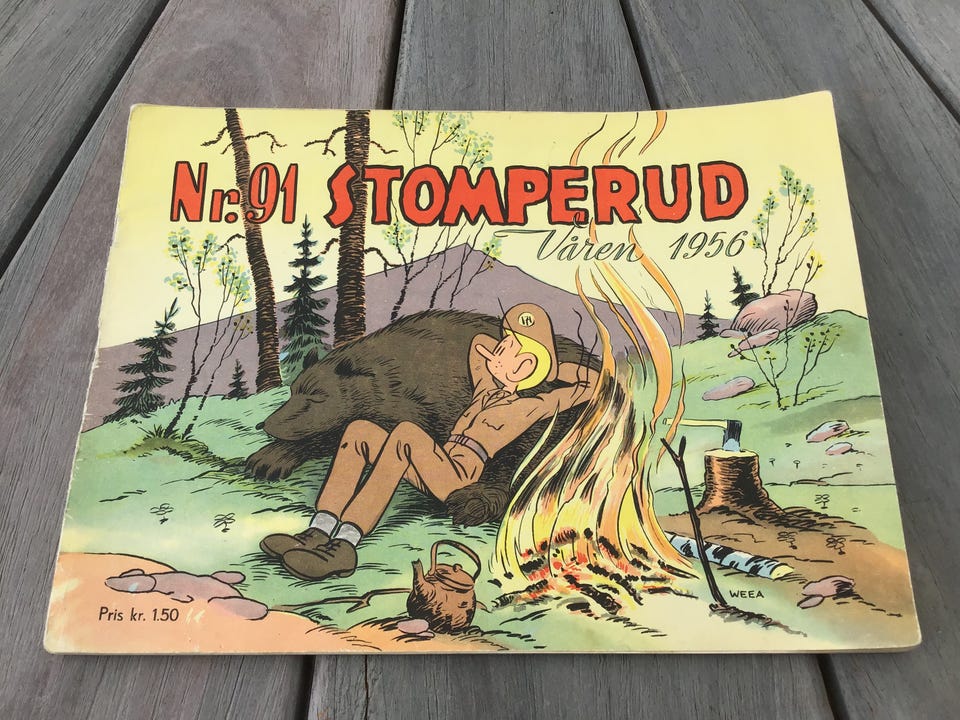 Nr. 91 STOMPERUD
Våren 1956
WEEA
Pris kr. 1.50